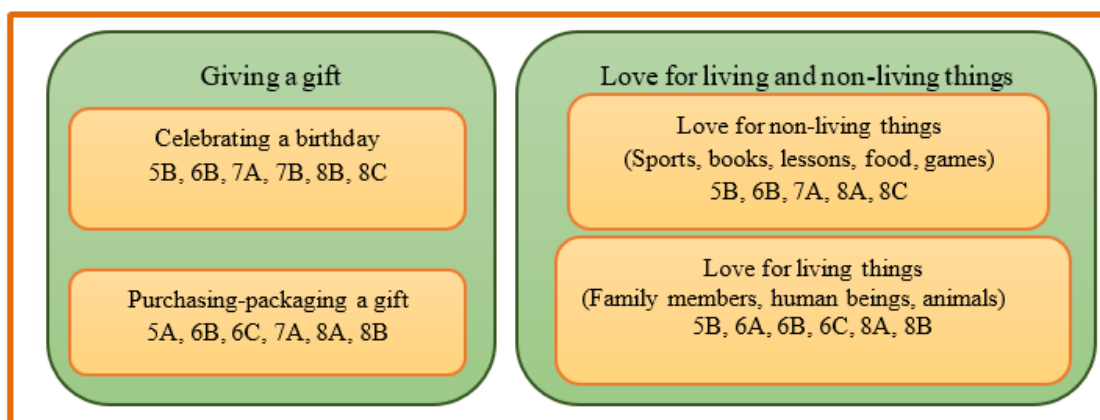 Giving a gift
Celebrating a birthday
5B, 6B, 7A, 7B, 8B, 8C
Purchasing-packaging a gift
5A, 6B, 6C, 7A, 8A, 8B
Love for living and non-living things
Love for non-living things
(Sports, books, lessons, food, games)
5B, 6B, 7A, 8A, 8C
Love for living things
(Family members, human beings, animals)
5B, 6A, 6B, 6C, 8A, 8B